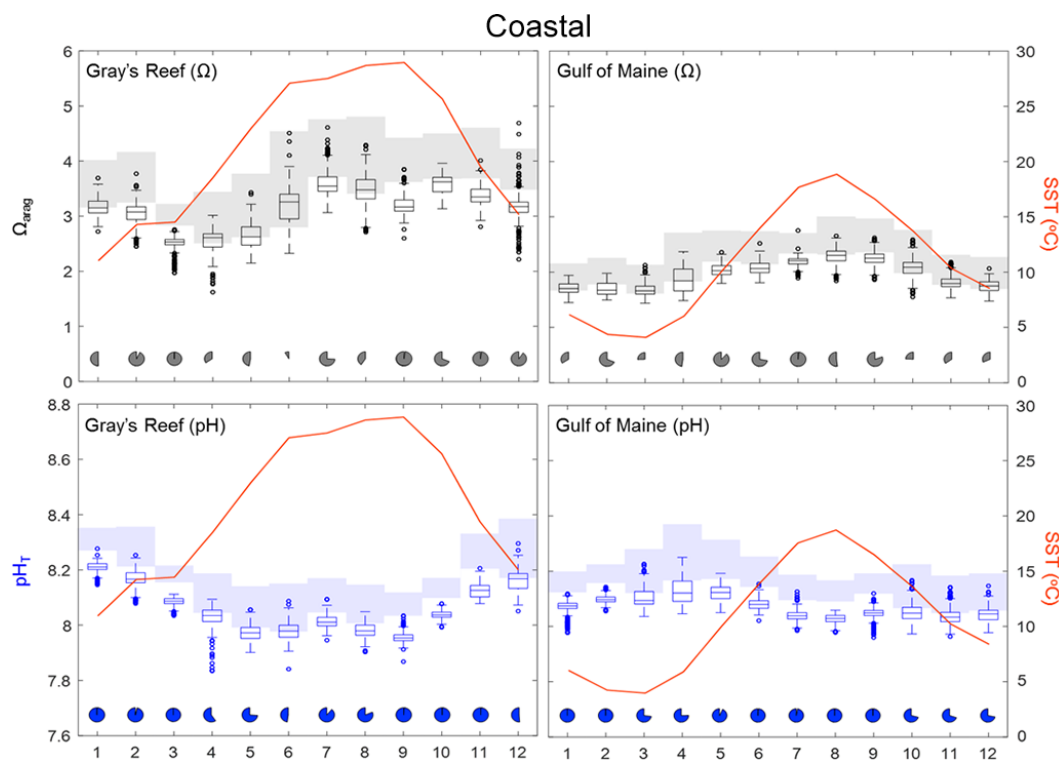 Coastal
Gray's Reef (Ω)
Gulf of Maine (Ω)
6
5
4
3
2
1
0
Ωarag
30
25
20
15
10
5
0
SST (ºC)
Gray's Reef (pH)
Gulf of Maine (pH)
8.8
8.6
8.4
8.2
8
7.8
7.6
pHT
30
25
20
15
10
5
0
SST (ºC)
1 2 3 4 5 6 7 8 9 10 11 12
1 2 3 4 5 6 7 8 9 10 11 12